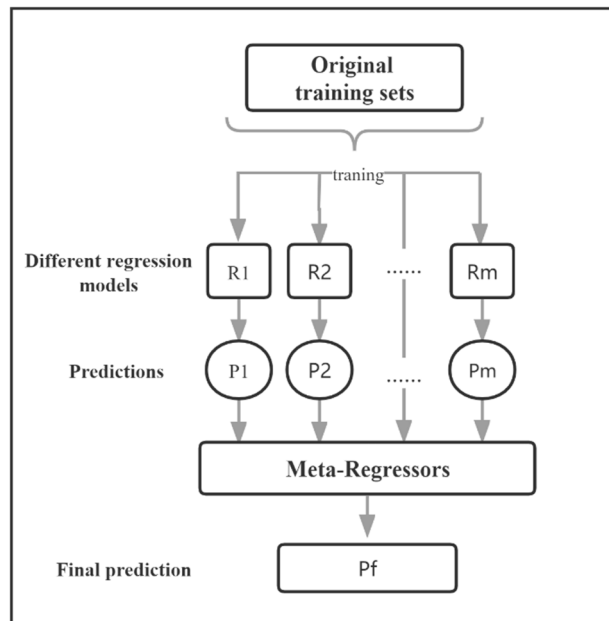 Original
training sets
traning
Different regression
models
R1
R2
......
Rm
Predictions
P1
P2
......
Pm
Meta-Regressors
Final prediction
Pf